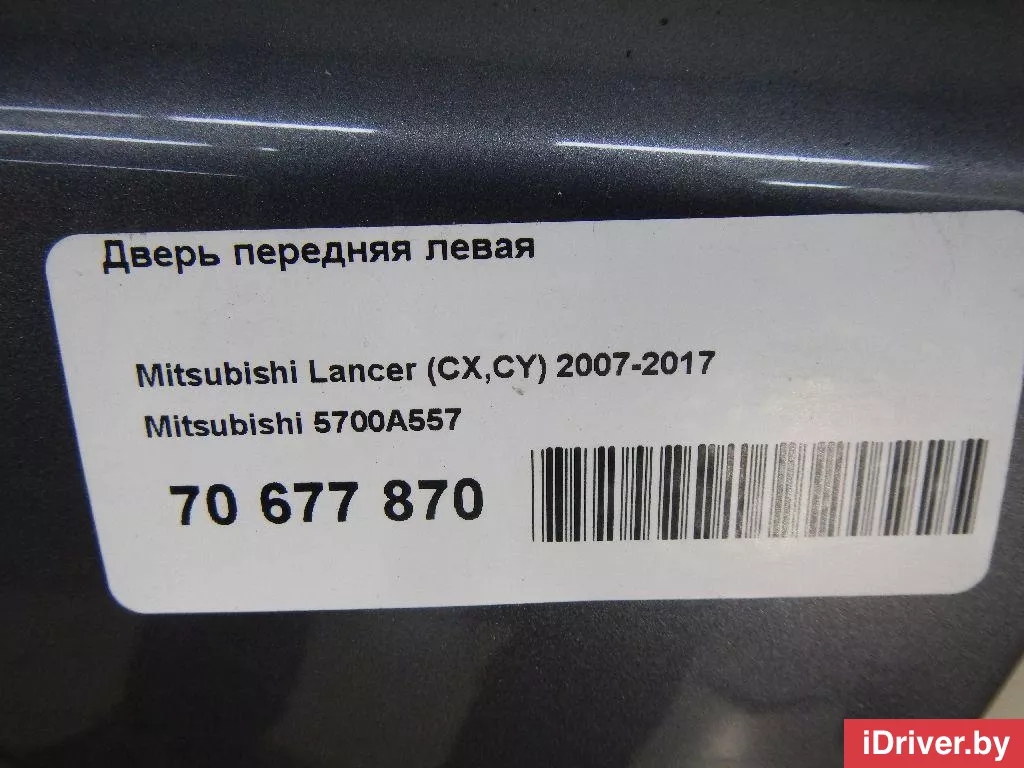 Дверь передняя левая
Mitsubishi Lancer (CX,CY) 2007-2017
Mitsubishi 5700A557
70 677 870
iDriver.by